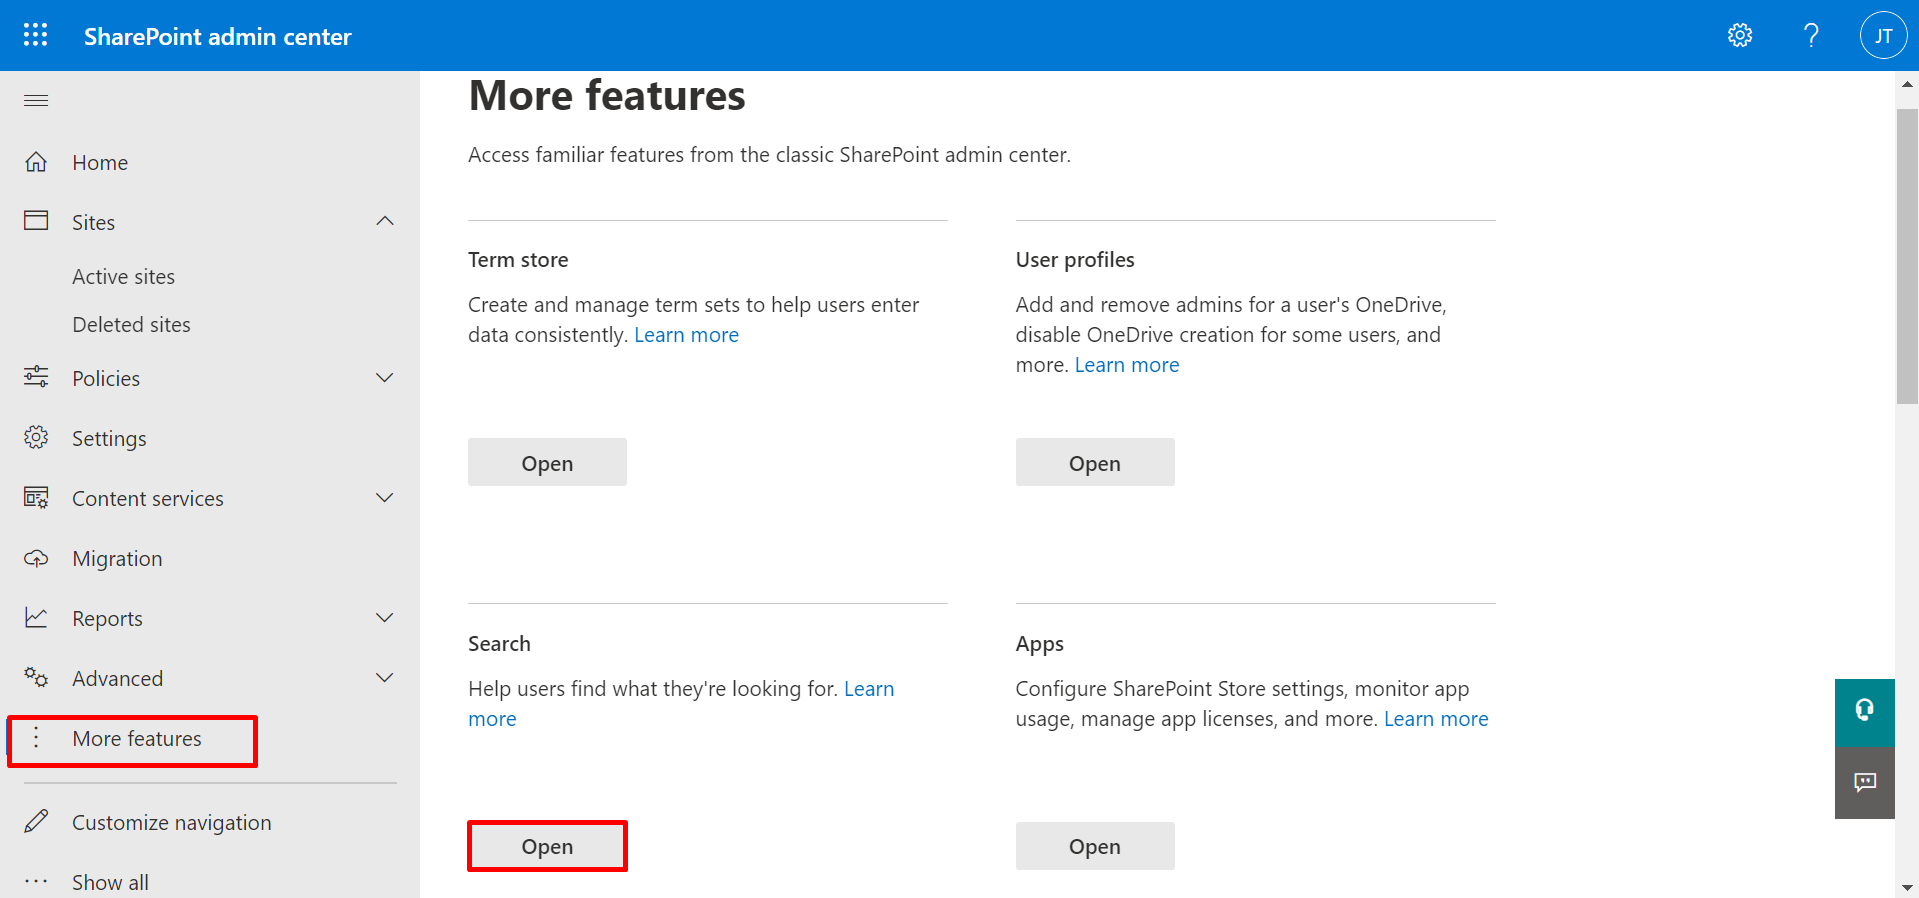 SharePoint admin center
JT
Home
Sites
Active sites
Deleted sites
Policies
Settings
Content services
Migration
Reports
Advanced
More features
Customize navigation
Show all
More features
Access familiar features from the classic SharePoint admin center.
Term store
Create and manage term sets to help users enter
data consistently. Learn more
Open
User profiles
Add and remove admins for a user's OneDrive,
disable OneDrive creation for some users, and
more. Learn more
Open
Search
Help users find what they're looking for. Learn
more
Open
Apps
Configure SharePoint Store settings, monitor app
usage, manage app licenses, and more. Learn more
Open